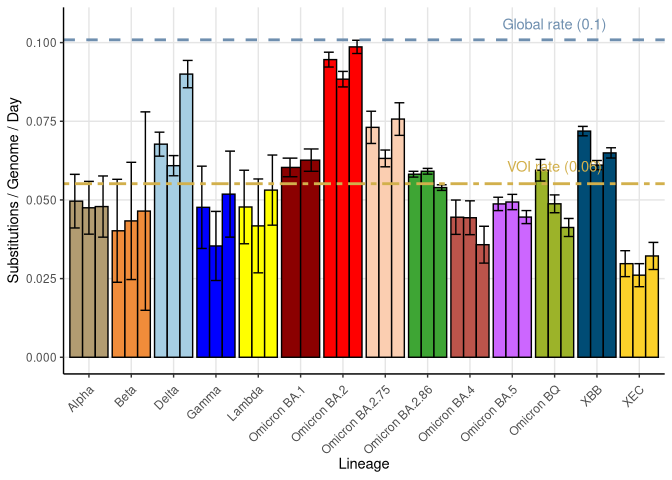 Global rate (0.1)
0.100
0.075
VOI rate (0.06)
0.050
0.025
0.000
Substitutions / Genome / Day
Alpha
Beta
Delta
Gamma
Lambda
Omicron BA.1
Omicron BA.2
Omicron BA.2.75
Omicron BA.2.86
Omicron BA.4
Omicron BA.5
Omicron BQ
XBB
XEC
Lineage